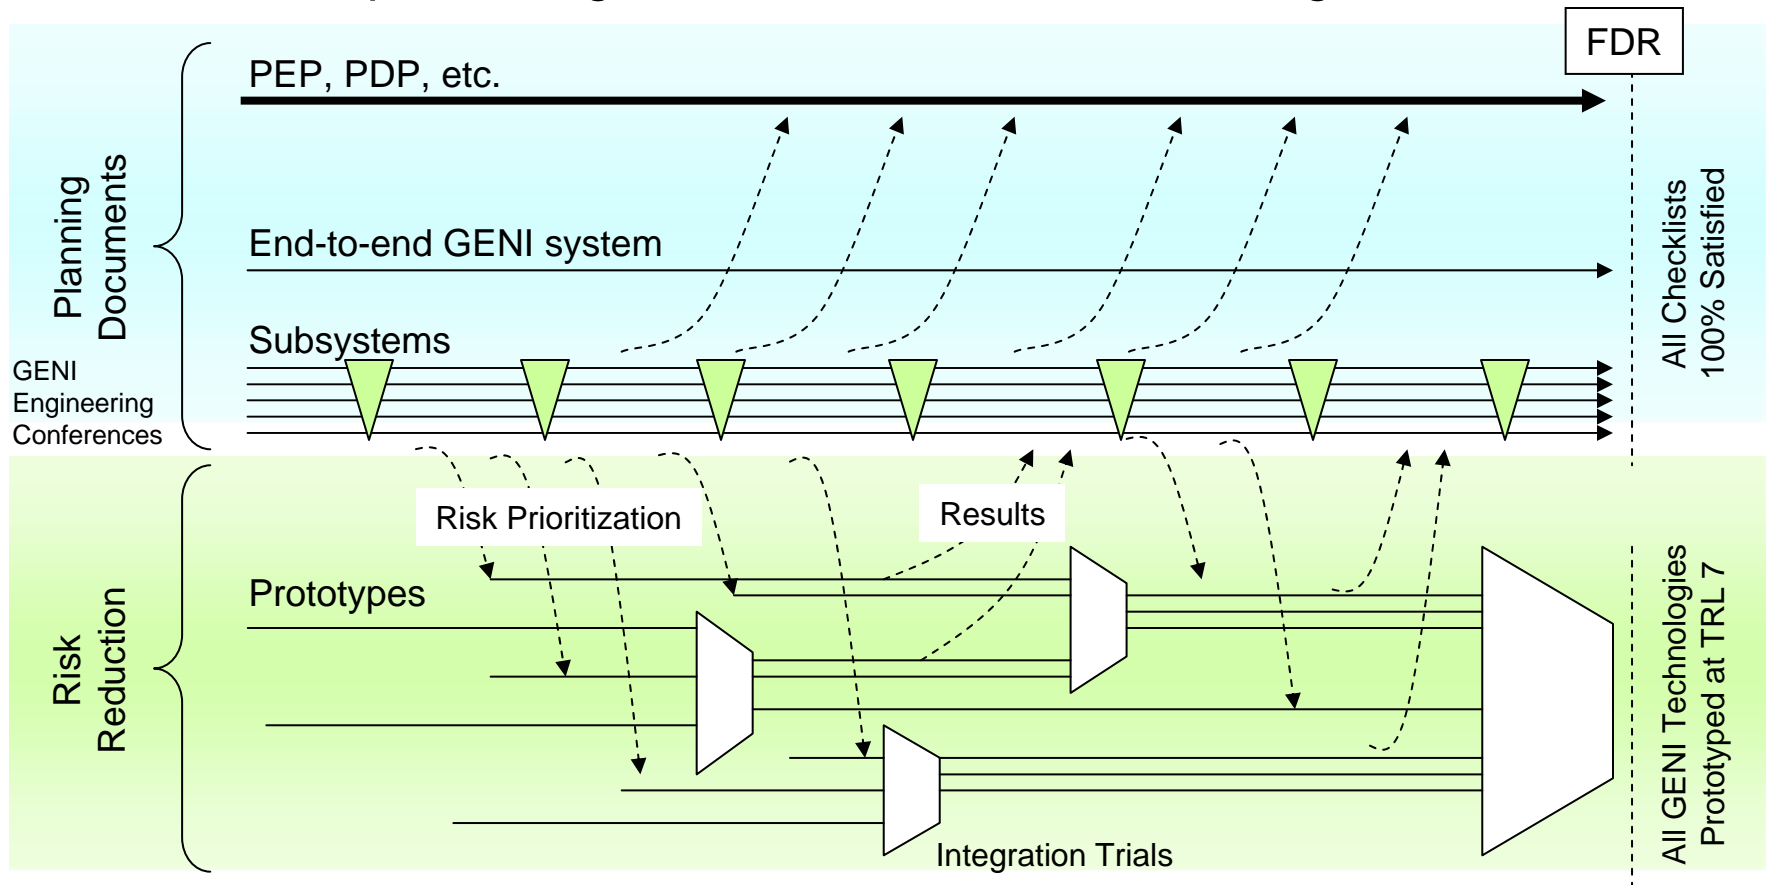 FDR
PEP, PDP, etc.
Planning
Documents
End-to-end GENI system
All Checklists
100% Satisfied
Subsystems
GENI
Engineering
Conferences
Risk Prioritization
Results
Prototypes
Risk
Reduction
All GENI Technologies
Prototyped at TRL 7
Integration Trials